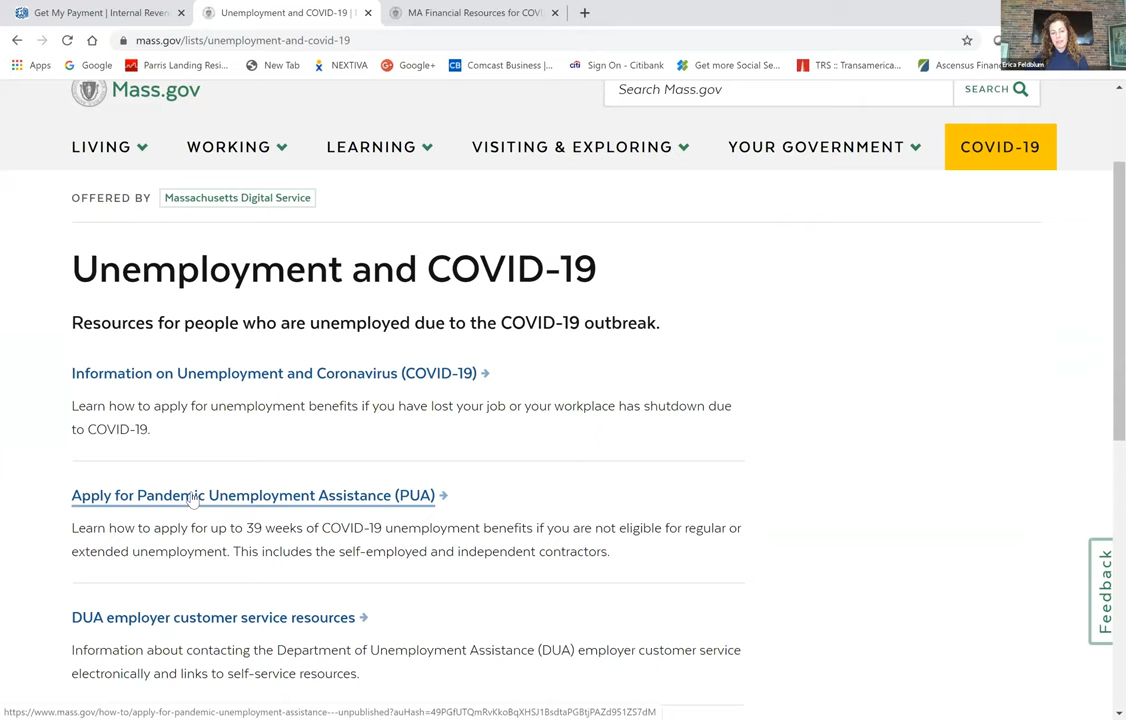 Get My Payment | Internal Reven
Unemployment and COVID-19 |
MA Financial Resources for COV
mass.gov/lists/unemployment-and-covid-19
Apps
Google
Parris Landing Resi...
New Tab
NEXTIVA
Google+
Comcast Business |...
Sign On - Citibank
Get more Social Se...
TRS :: Transamerica...
Ascensus Finan
Erica Feldblum
Mass.gov
Search Mass.gov
SEARCH
LIVING
WORKING
LEARNING
VISITING & EXPLORING
YOUR GOVERNMENT
COVID-19
OFFERED BY Massachusetts Digital Service
Unemployment and COVID-19
Resources for people who are unemployed due to the COVID-19 outbreak.
Information on Unemployment and Coronavirus (COVID-19)
Learn how to apply for unemployment benefits if you have lost your job or your workplace has shutdown due
to COVID-19.
Apply for Pandemic Unemployment Assistance (PUA)
Learn how to apply for up to 39 weeks of COVID-19 unemployment benefits if you are not eligible for regular or
extended unemployment. This includes the self-employed and independent contractors.
DUA employer customer service resources
Information about contacting the Department of Unemployment Assistance (DUA) employer customer service
electronically and links to self-service resources.
Feedback
https://www.mass.gov/how-to/apply-for-pandemic-unemployment-assistance---unpublished?auHash=49PGfUTQmRvKkoBqXHSJ1BsdtaPGBtjPAZd951ZS7dM